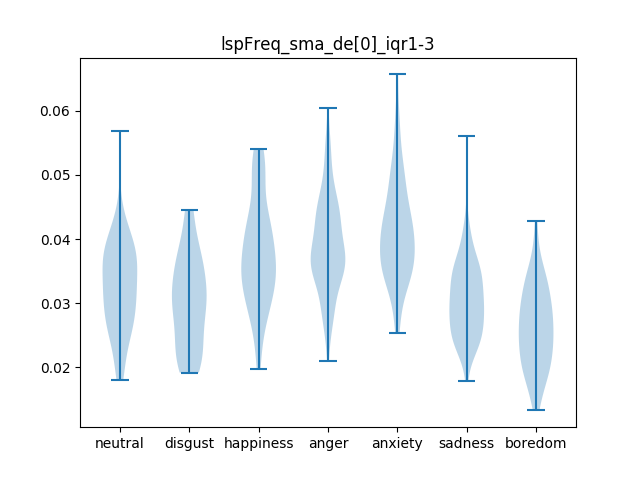 lspFreq_sma_de[0]_iqr1-3
0.06
0.05
0.04
0.03
0.02
neutral disgust happiness anger anxiety sadness boredom